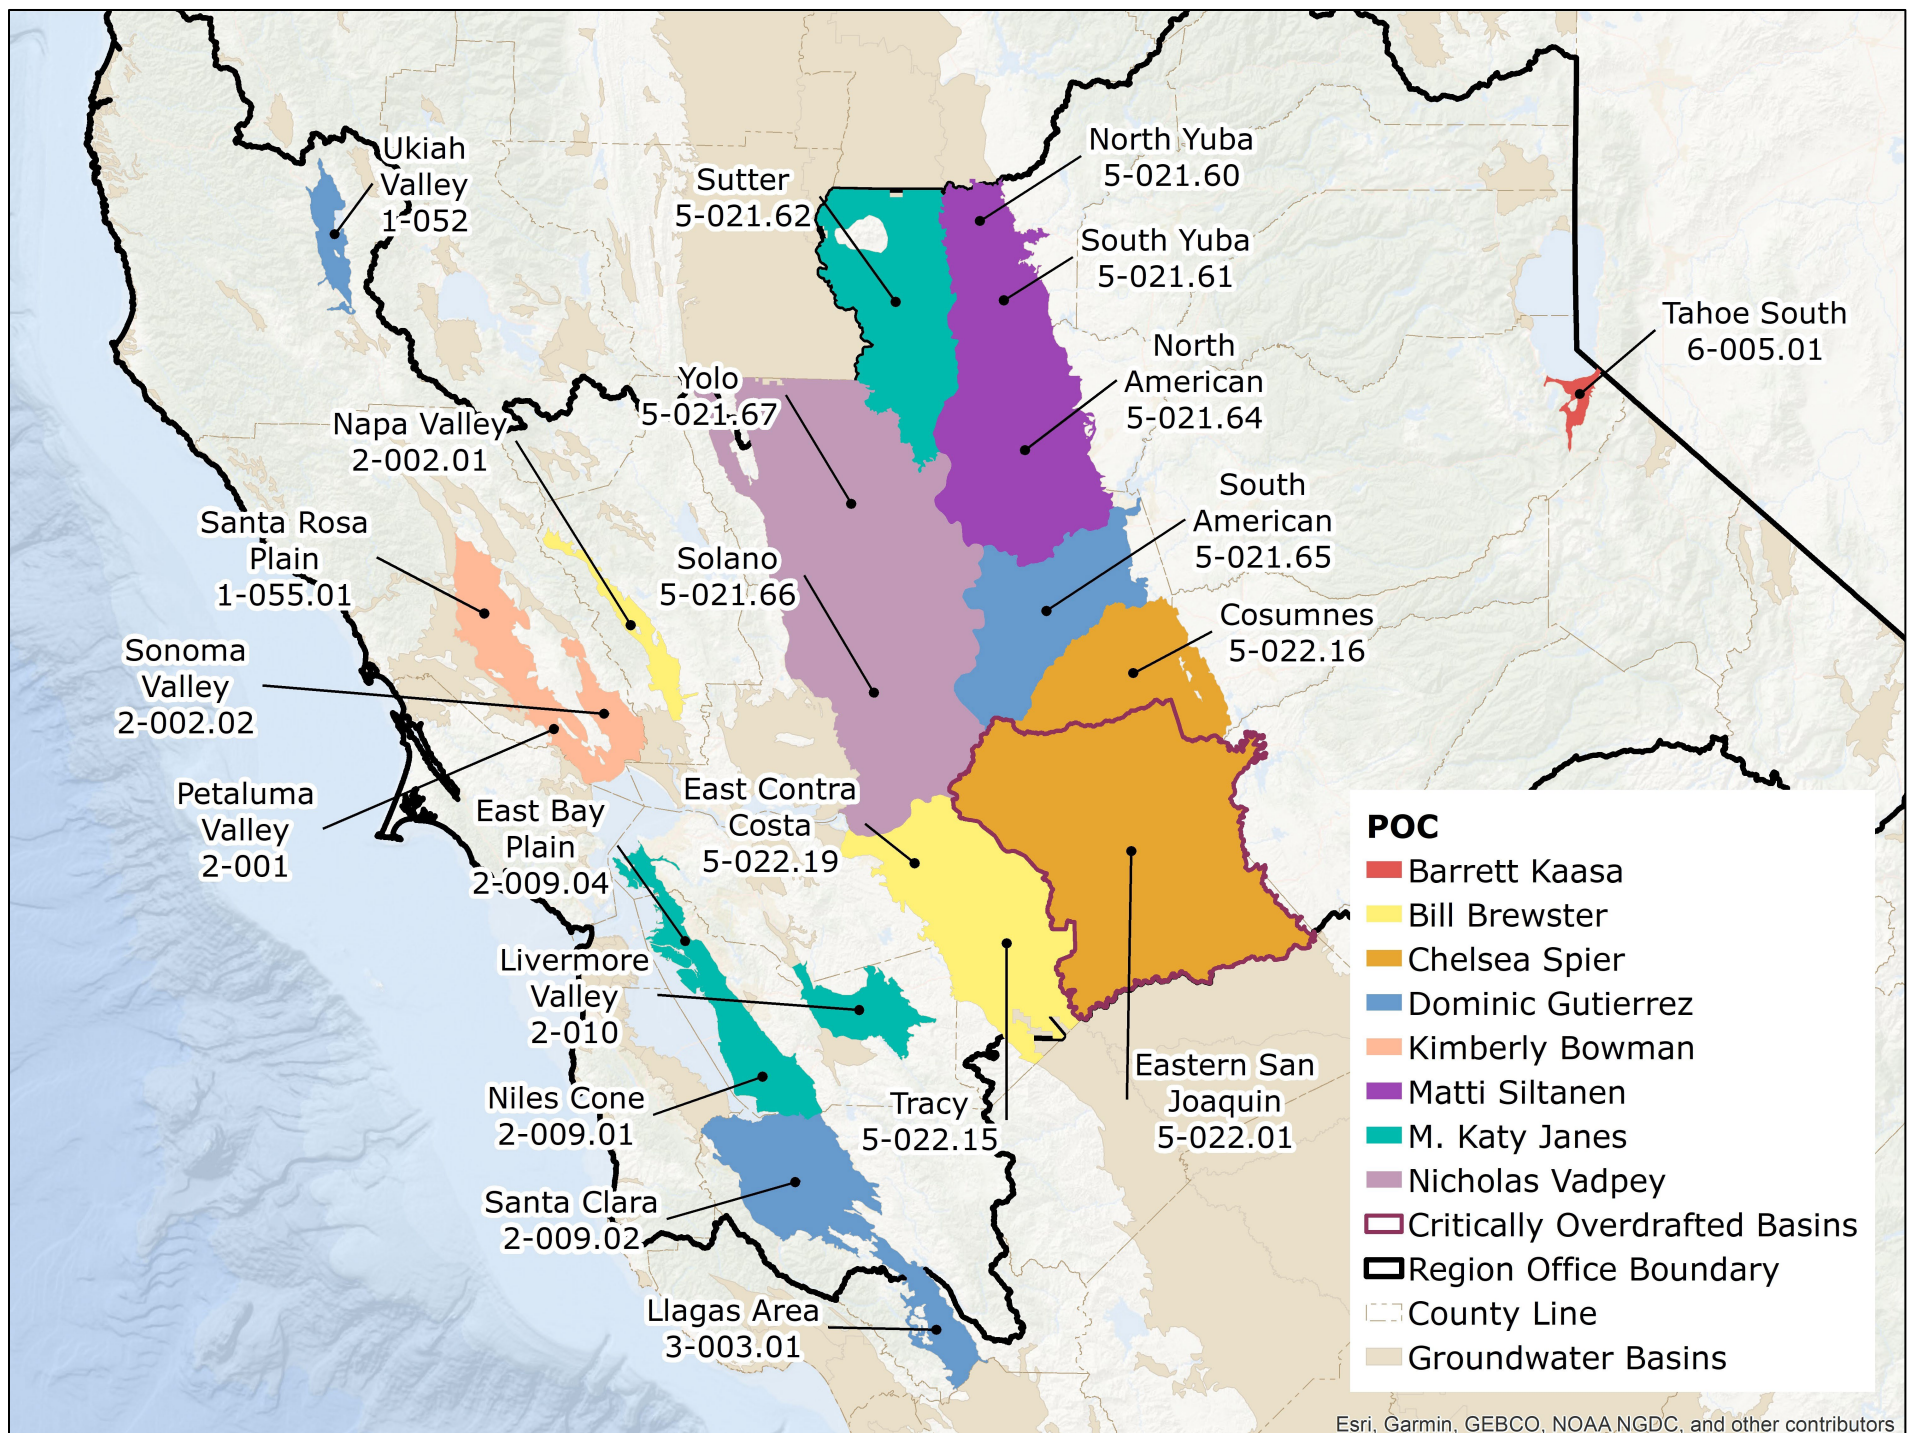 Ukiah
Valley
1-052
Sutter
5-021.62
North Yuba
5-021.60
South Yuba
5-021.61
Tahoe South
6-005.01
North
American
5-021.64
Yolo
5-021.67
Napa Valley
2-002.01
South
American
5-021.65
Santa Rosa
Plain
1-055.01
Solano
5-021.66
Cosumnes
5-022.16
Sonoma
Valley
2-002.02
Petaluma
Valley
2-001
East Bay
Plain
2-009.04
East Contra
Costa
5-022.19
Livermore
Valley
2-010
Niles Cone
2-009.01
Tracy
5-022.15
Eastern San
Joaquin
5-022.01
Santa Clara
2-009.02
Llagas Area
3-003.01
POC
Barrett Kaasa
Bill Brewster
Chelsea Spier
Dominic Gutierrez
Kimberly Bowman
Matti Siltanen
M. Katy Janes
Nicholas Vadpey
Critically Overdrafted Basins
Region Office Boundary
County Line
Groundwater Basins
Esri, Garmin, GEBCO, NOAA NGDC, and other contributors